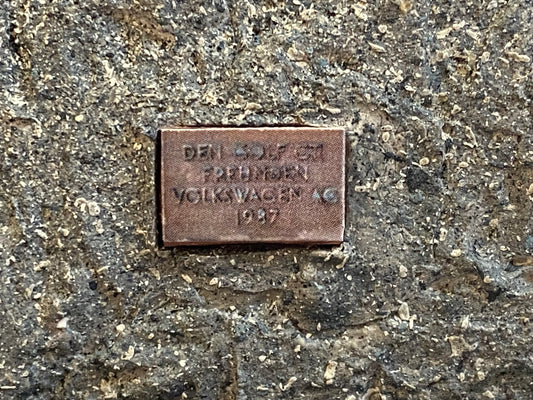 DEN GOLF GTI
FREUNDEN
VOLKSWAGEN AG
1987